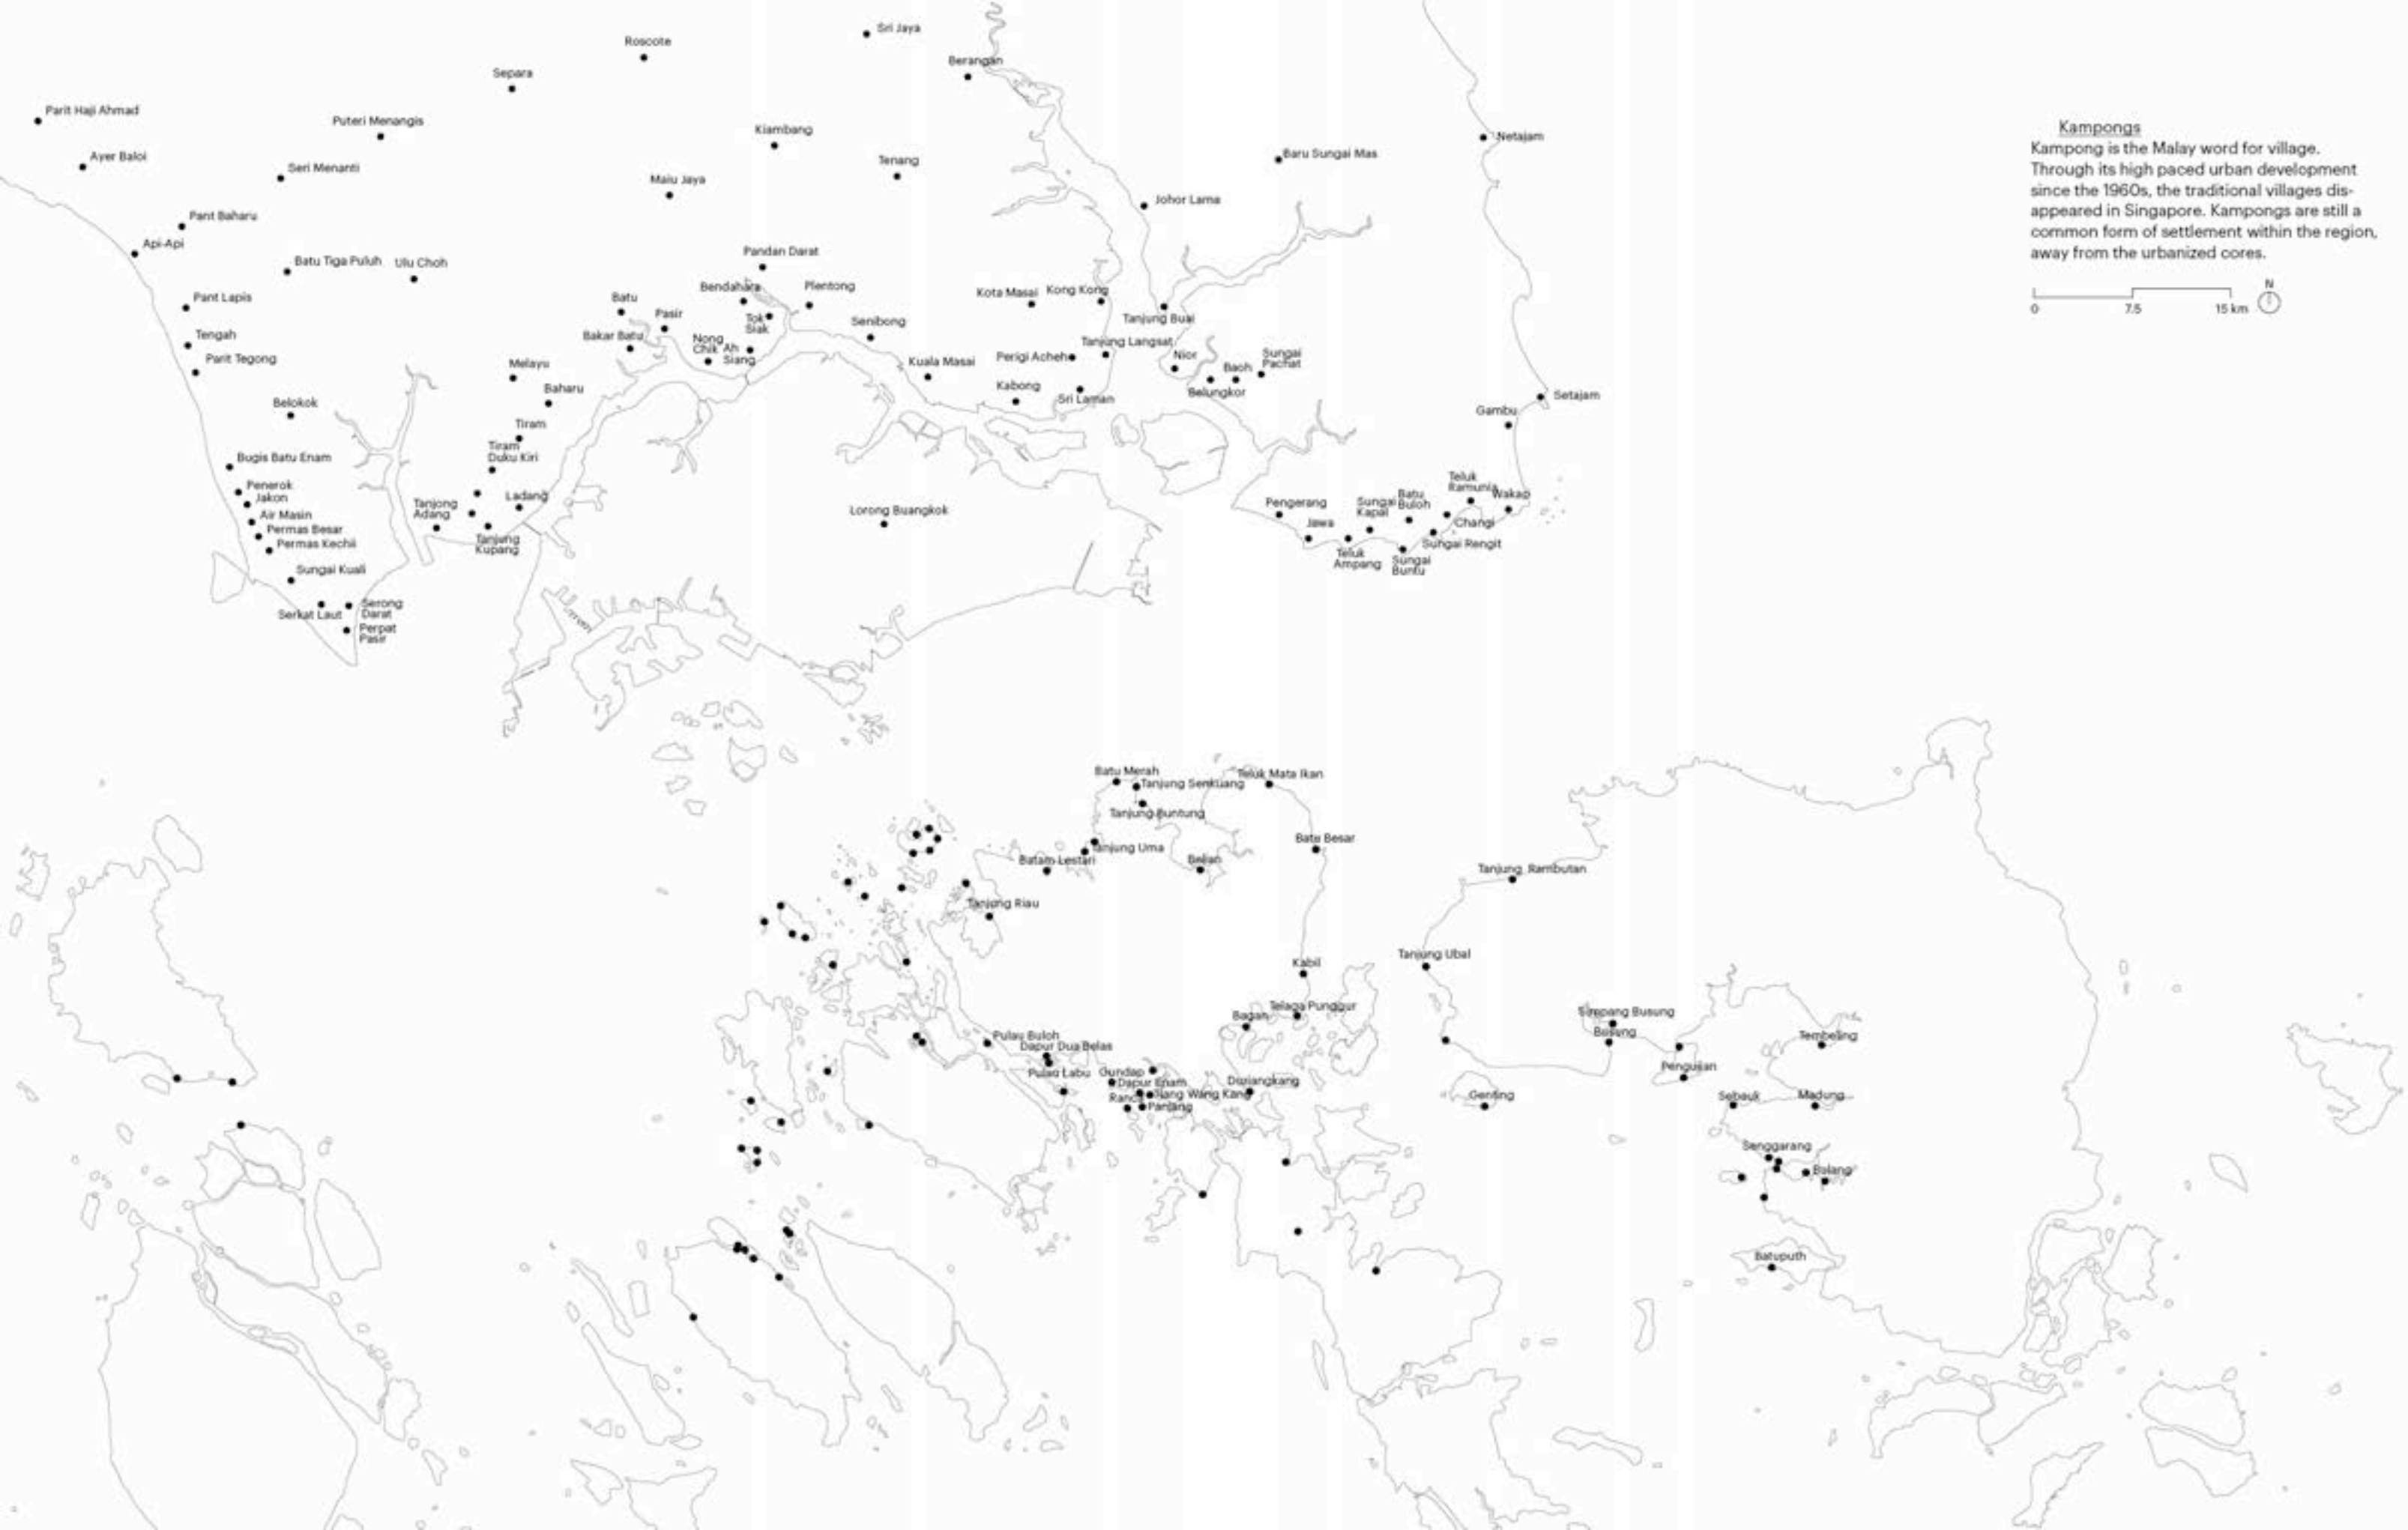 Sri Jaya
Roscote
Berangan
Separa
Parit Haji Ahmad
Puteri Menangis
Kiambang
Netajam
Ayer Baloi
Seri Menanti
Tenang
Baru Sungai Mas
Maiu Jaya
Johor Lama
Pant Baharu
Api-Api
Pandan Darat
Batu Tiga Puluh
Ulu Choh
Bendahara
Plentong
Kota Masai
Kong Kong
Pant Lapis
Batu
Pasir
Tok
Siak
Senibong
Tanjung Bual
Tengah
Bakar Batu
Nong
Chik
Ah
Siang
Tanjung Langsat
Parit Tegong
Kuala Masai
Perigi Acheh
Nior
Sungai
Pachat
Baoh
Melayu
Baharu
Kabong
Sri Laman
Belungkor
Belokok
Setajam
Gambu
Tiram
Tiram
Duku Kiri
Bugis Batu Enam
Penerok
Jakon
Air Masin
Permas Besar
Permas Kechil
Tanjong
Adang
Ladang
Tanjung
Kupang
Lorong Buangkok
Pengerang
Jawa
Sungai
Kapal
Batu
Buloh
Teluk
Ramunia
Wakap
Changi
Sungai Rengit
Teluk
Ampang
Sungai
Buntu
Sungai Kuali
Serkat Laut
Serong
Darat
Perpat
Pasir
Kampongs
Kampong is the Malay word for village.
Through its high paced urban development
since the 1960s, the traditional villages dis-
appeared in Singapore. Kampongs are still a
common form of settlement within the region,
away from the urbanized cores.
N
0
7.5
15 km
Batu Merah
Tanjung Senkuang
Teluk Mata Ikan
Tanjung Buntung
Batu Besar
Tanjung Uma
Batam Lestari
Belian
Tanjung Rambutan
Tanjung Riau
Tanjung Ubal
Kabil
Telaga Punggur
Bagan
Simpang Busung
Busung
Pulau Buloh
Dapur Dua Belas
Tembeling
Pulau Labu
Gundap
Dapur Enam
Duriangkang
Pengujan
Nang Wang Kang
Panjang
Genting
Sebauk
Madung
Senggarang
Bulang
Batuputh